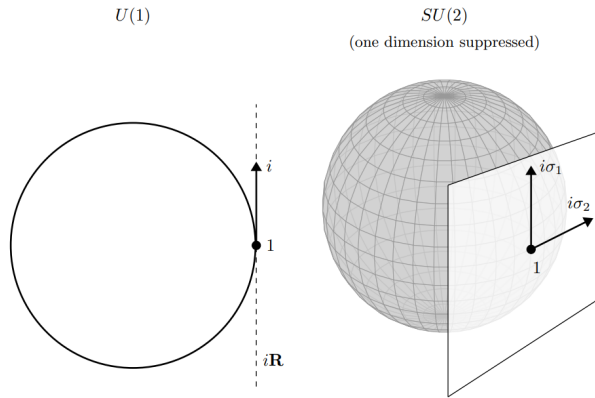 U(1)
i
1
iR
SU(2)
(one dimension suppressed)
iσ₁
iσ₂
1